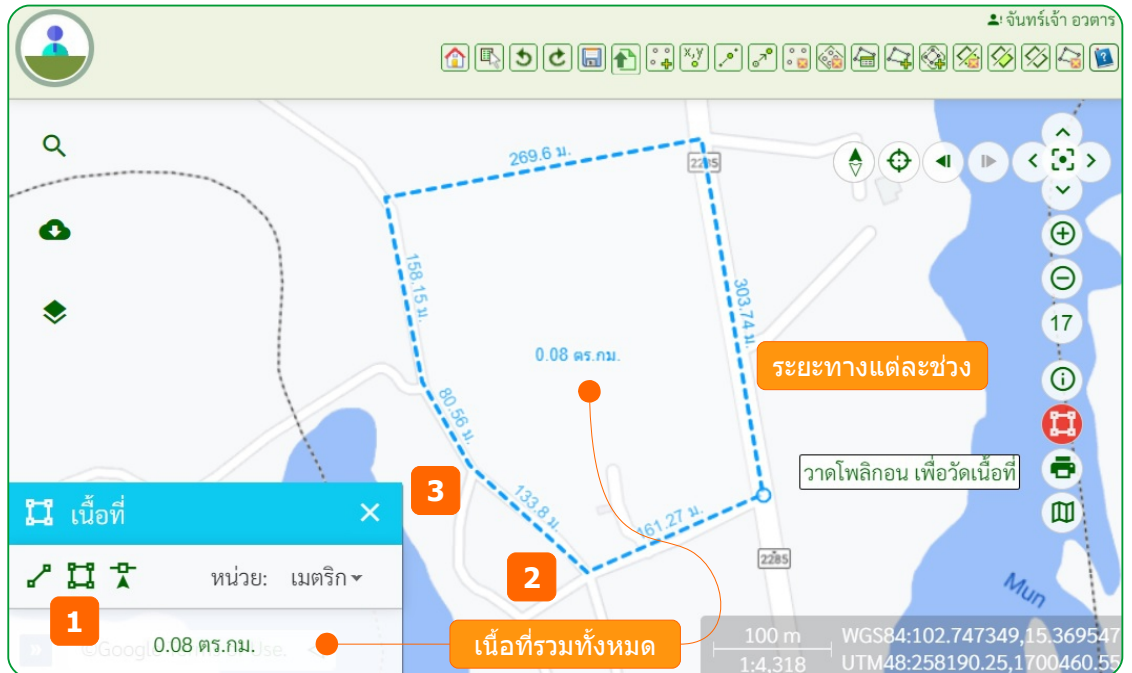 จันทร์เจ้า อวตาร
x,y
269.6 ม.
158.15 ม.
303.74 ม.
17
0.08 ตร.กม.
ระยะทางแต่ละช่วง
80.56 ม.
วาดโพลิกอน เพื่อวัดเนื้อที่
3
133.8 ม.
161.27 ม.
เนื้อที่
2285
2
หน่วย: เมตริก
Mun
1
0.08 ตร.กม.
เนื้อที่รวมทั้งหมด
100 m
WGS84:102.747349,15.369547
1:4,318
UTM48:258190.25,1700460.55